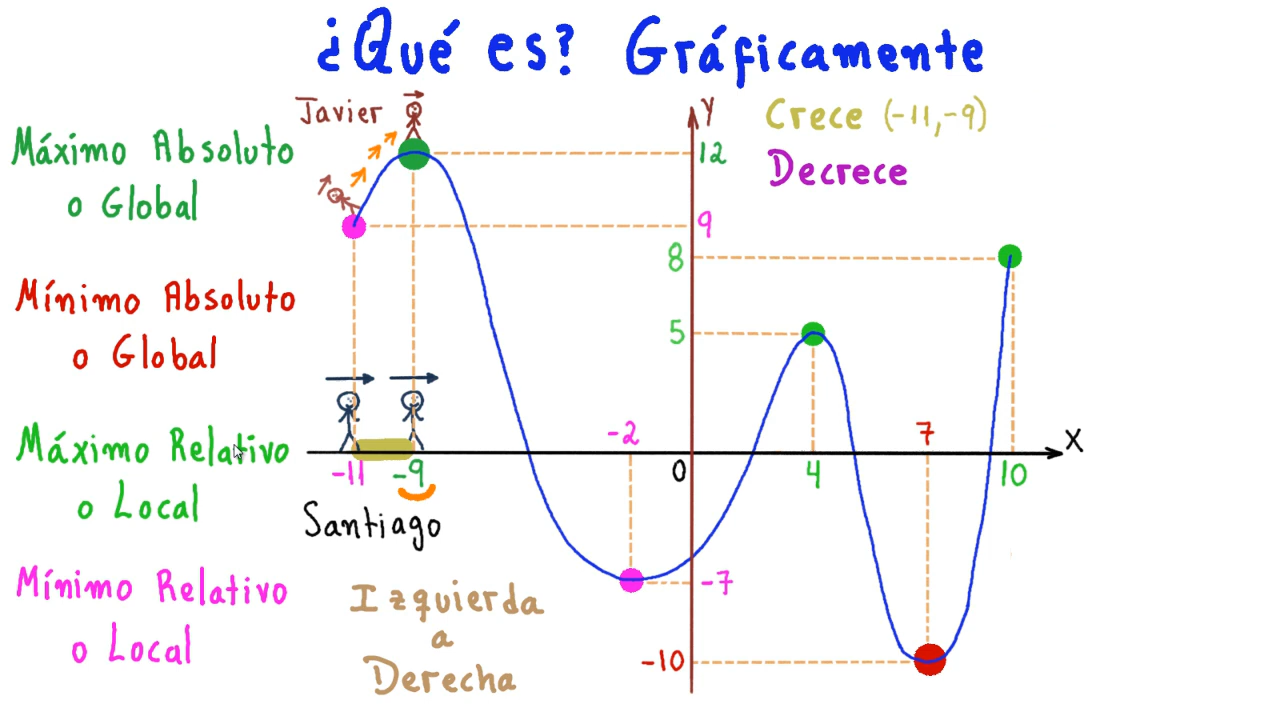 ¿Qué es? Gráficamente
Javier
Y
Crece (-11,-9)
Decrece
Máximo Absoluto
o Global
12
9
8
Mínimo Absoluto
o Global
5
-2
7
X
Máximo Relativo
o Local
-11
-9
0
4
10
Santiago
Mínimo Relativo
o Local
-7
Izquierda
a
Derecha
-10